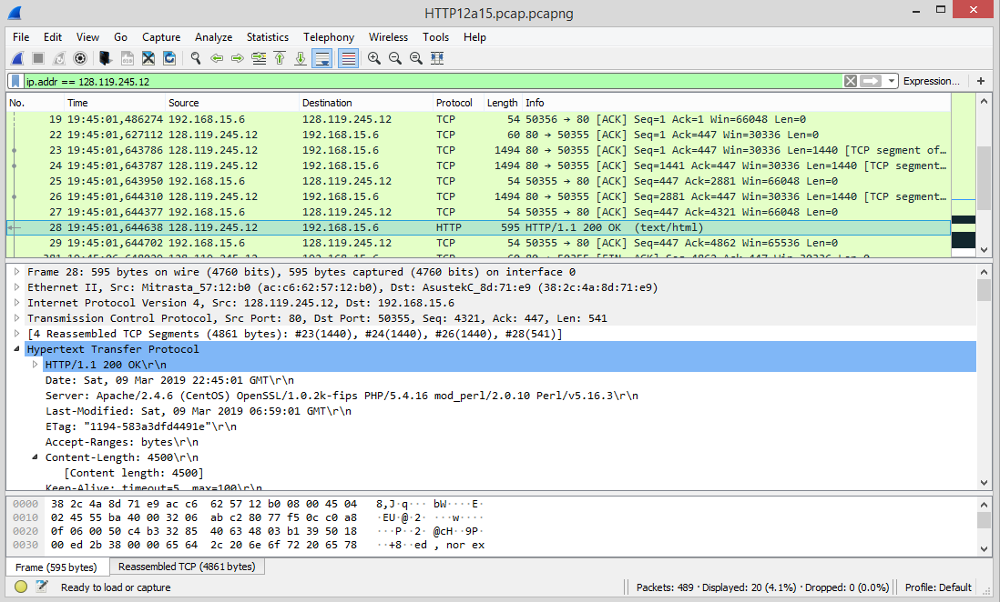 HTTP12a15.pcap.pcapng
File Edit View Go Capture Analyze Statistics Telephony Wireless Tools Help
ip.addr == 128.119.245.12 Expression... +
No. Time Source Destination Protocol Length Info
19 19:45:01,486274 192.168.15.6 128.119.245.12 TCP 54 50356 → 80 [ACK] Seq=1 Ack=1 Win=66048 Len=0
22 19:45:01,627112 128.119.245.12 192.168.15.6 TCP 60 80 → 50355 [ACK] Seq=1 Ack=447 Win=30336 Len=0
23 19:45:01,643786 128.119.245.12 192.168.15.6 TCP 1494 80 → 50355 [ACK] Seq=1 Ack=447 Win=30336 Len=1440 [TCP segment of…
24 19:45:01,643787 128.119.245.12 192.168.15.6 TCP 1494 80 → 50355 [ACK] Seq=1441 Ack=447 Win=30336 Len=1440 [TCP segment…
25 19:45:01,643950 192.168.15.6 128.119.245.12 TCP 54 50355 → 80 [ACK] Seq=447 Ack=2881 Win=66048 Len=0
26 19:45:01,644310 128.119.245.12 192.168.15.6 TCP 1494 80 → 50355 [ACK] Seq=2881 Ack=447 Win=30336 Len=1440 [TCP segment…
27 19:45:01,644377 192.168.15.6 128.119.245.12 TCP 54 50355 → 80 [ACK] Seq=447 Ack=4321 Win=66048 Len=0
28 19:45:01,644638 128.119.245.12 192.168.15.6 HTTP 595 HTTP/1.1 200 OK (text/html)
29 19:45:01,644702 192.168.15.6 128.119.245.12 TCP 54 50355 → 80 [ACK] Seq=447 Ack=4862 Win=65536 Len=0
Frame 28: 595 bytes on wire (4760 bits), 595 bytes captured (4760 bits) on interface 0
Ethernet II, Src: Mitrasta_57:12:b0 (ac:c6:62:57:12:b0), Dst: AsustekC_8d:71:e9 (38:2c:4a:8d:71:e9)
Internet Protocol Version 4, Src: 128.119.245.12, Dst: 192.168.15.6
Transmission Control Protocol, Src Port: 80, Dst Port: 50355, Seq: 4321, Ack: 447, Len: 541
[4 Reassembled TCP Segments (4861 bytes): #23(1440), #24(1440), #26(1440), #28(541)]
Hypertext Transfer Protocol
HTTP/1.1 200 OK\r\n
Date: Sat, 09 Mar 2019 22:45:01 GMT\r\n
Server: Apache/2.4.6 (CentOS) OpenSSL/1.0.2k-fips PHP/5.4.16 mod_perl/2.0.10 Perl/v5.16.3\r\n
Last-Modified: Sat, 09 Mar 2019 06:59:01 GMT\r\n
ETag: "1194-583a3dfd4491e"\r\n
Accept-Ranges: bytes\r\n
Content-Length: 4500\r\n
[Content length: 4500]
Keep-Alive: timeout=5, max=100\r\n
0000 38 2c 4a 8d 71 e9 ac c6 62 57 12 b0 08 00 45 04 8,J·q··· bW····E·
0010 02 45 55 ba 40 00 32 06 ab c2 80 77 f5 0c c0 a8 ·EU·@·2· ···w····
0020 0f 06 00 50 c4 b3 32 85 40 63 48 03 b1 39 50 18 ···P··2· @cH··9P·
0030 00 ed 2b 38 00 00 65 64 2c 20 6e 6f 72 20 65 78 ··+8··ed , nor ex
Frame (595 bytes) Reassembled TCP (4861 bytes)
Ready to load or capture Packets: 489 · Displayed: 20 (4.1%) · Dropped: 0 (0.0%) Profile: Default